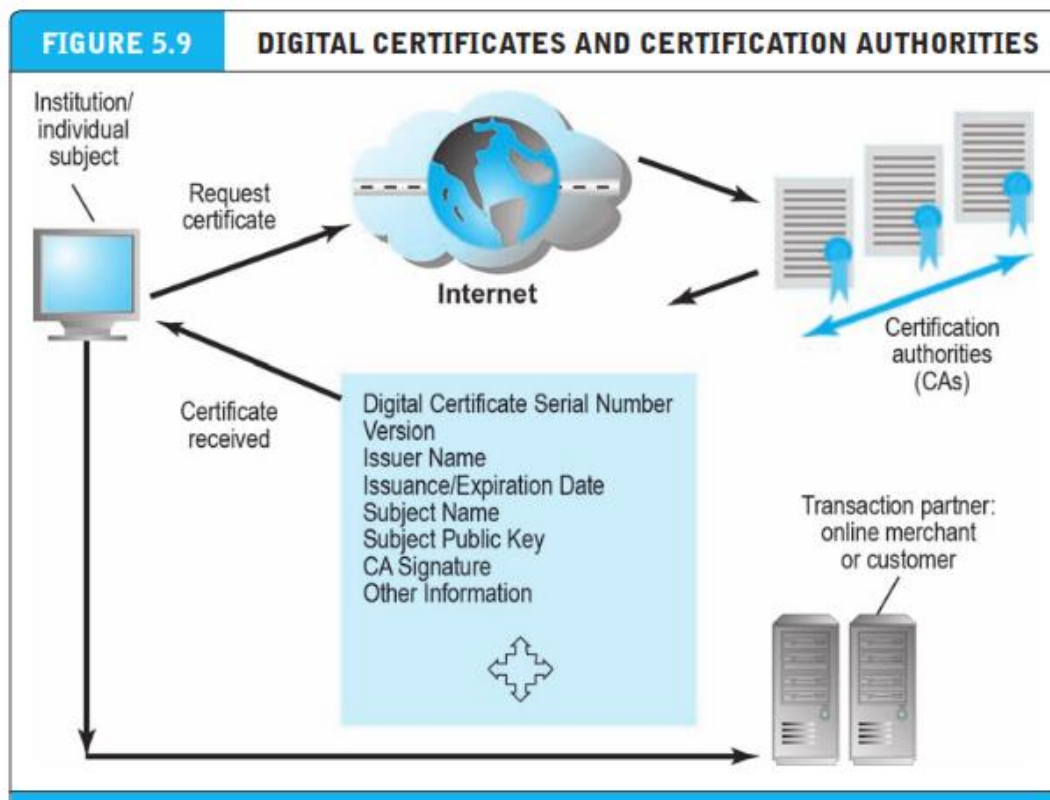 FIGURE 5.9
DIGITAL CERTIFICATES AND CERTIFICATION AUTHORITIES
Institution/
individual
subject
Request
certificate
Internet
Certification
authorities
(CAs)
Certificate
received
Digital Certificate Serial Number
Version
Issuer Name
Issuance/Expiration Date
Subject Name
Subject Public Key
CA Signature
Other Information
Transaction partner:
online merchant
or customer